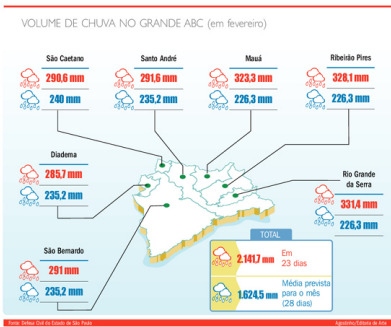 VOLUME DE CHUVA NO GRANDE ABC (em fevereiro)
São Caetano
290,6 mm
240 mm
Santo André
291,6 mm
235,2 mm
Mauá
323,3 mm
226,3 mm
Ribeirão Pires
328,1 mm
226,3 mm
Diadema
285,7 mm
235,2 mm
Rio Grande
da Serra
331,4 mm
226,3 mm
São Bernardo
291 mm
235,2 mm
TOTAL
2.141,7 mm
Em
23 dias
1.624,5 mm
Média prevista
para o mês
(28 dias)
Fonte: Defesa Civil do Estado de São Paulo
Agostinho/Editoria de Arte